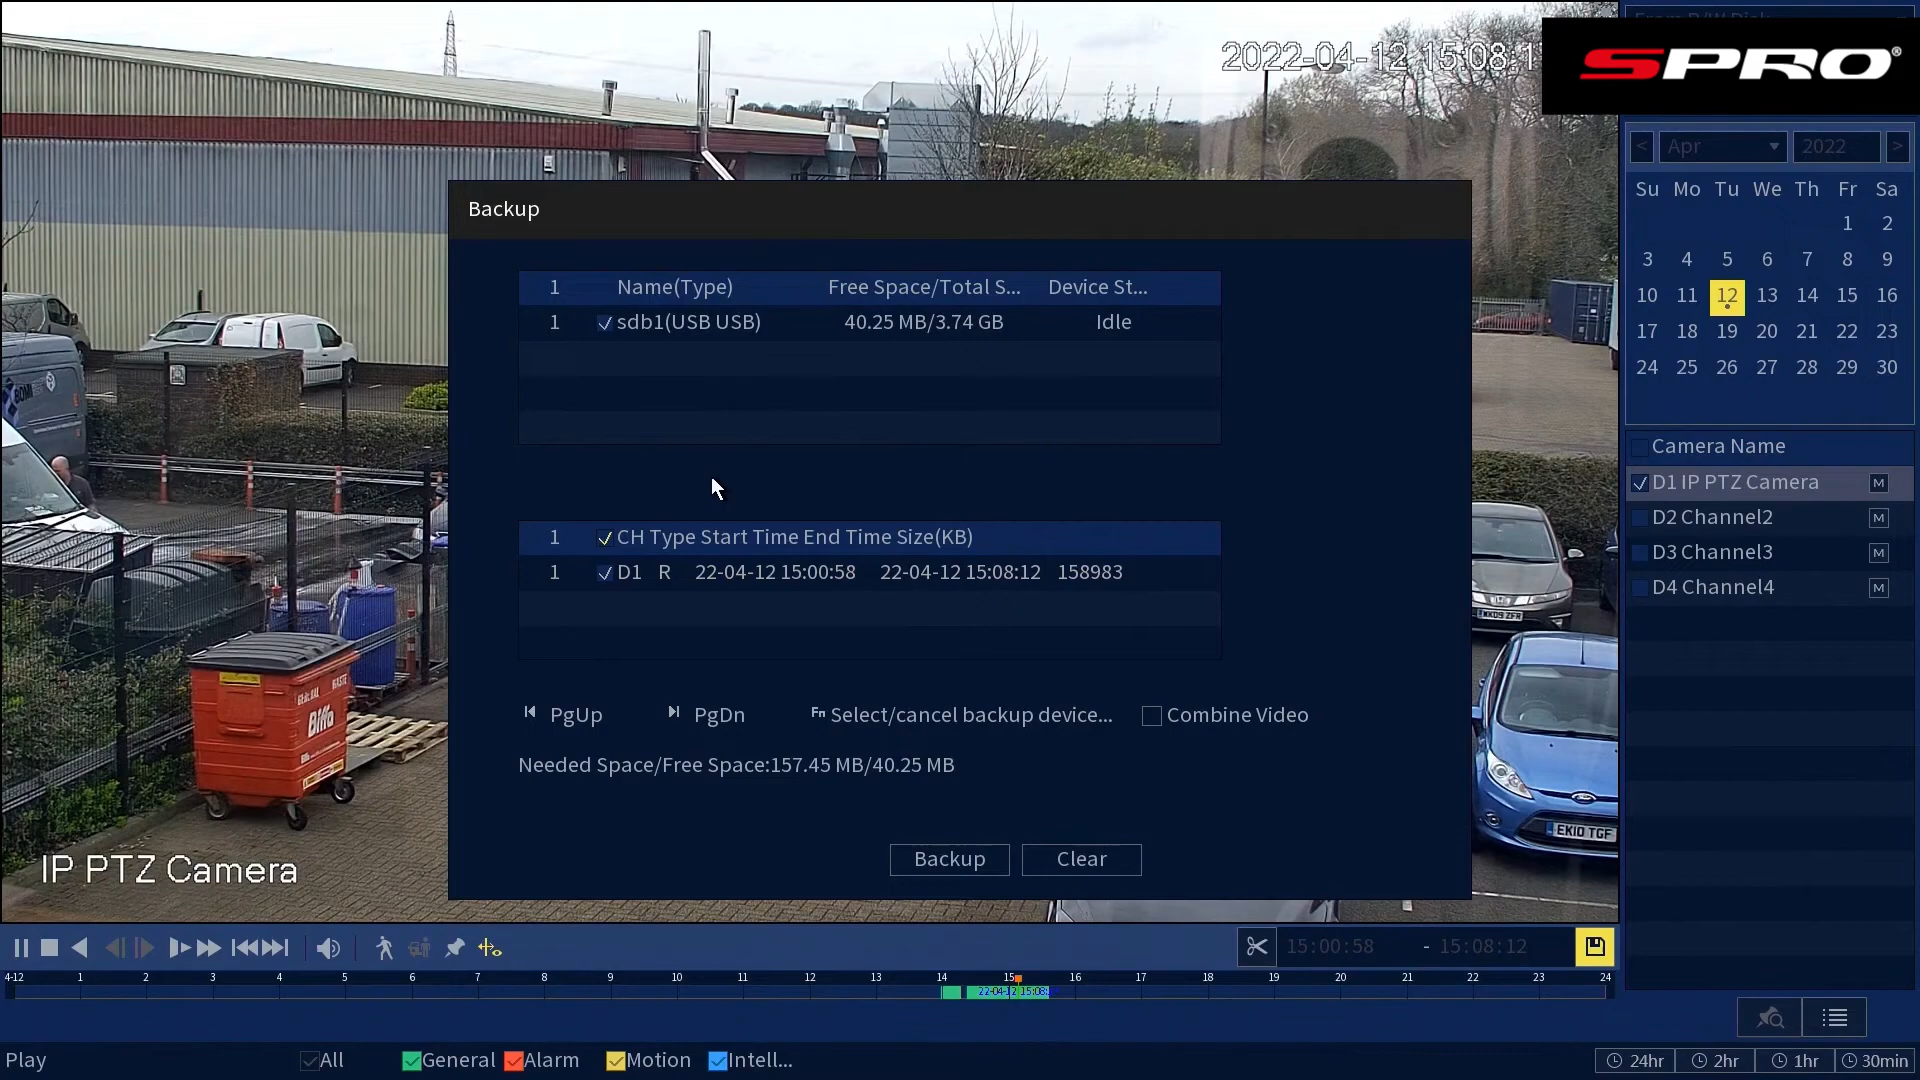 2022-04-12 15:08:1
SPRO®
Apr 2022
Su Mo Tu We Th Fr Sa
1 2
3 4 5 6 7 8 9
10 11 12 13 14 15 16
17 18 19 20 21 22 23
24 25 26 27 28 29 30
Backup
1 Name(Type) Free Space/Total S... Device St...
1 sdb1(USB USB) 40.25 MB/3.74 GB Idle
1 CH Type Start Time End Time Size(KB)
1 D1 R 22-04-12 15:00:58 22-04-12 15:08:12 158983
PgUp PgDn Fn Select/cancel backup device... Combine Video
Needed Space/Free Space:157.45 MB/40.25 MB
Backup Clear
Camera Name
D1 IP PTZ Camera M
D2 Channel2 M
D3 Channel3 M
D4 Channel4 M
Biffa
WASTE
EK10 TGF
IP PTZ Camera
15:00:58 - 15:08:12
4-12 1 2 3 4 5 6 7 8 9 10 11 12 13 14 15 16 17 18 19 20 21 22 23 24
Play All General Alarm Motion Intell...
24hr 2hr 1hr 30min